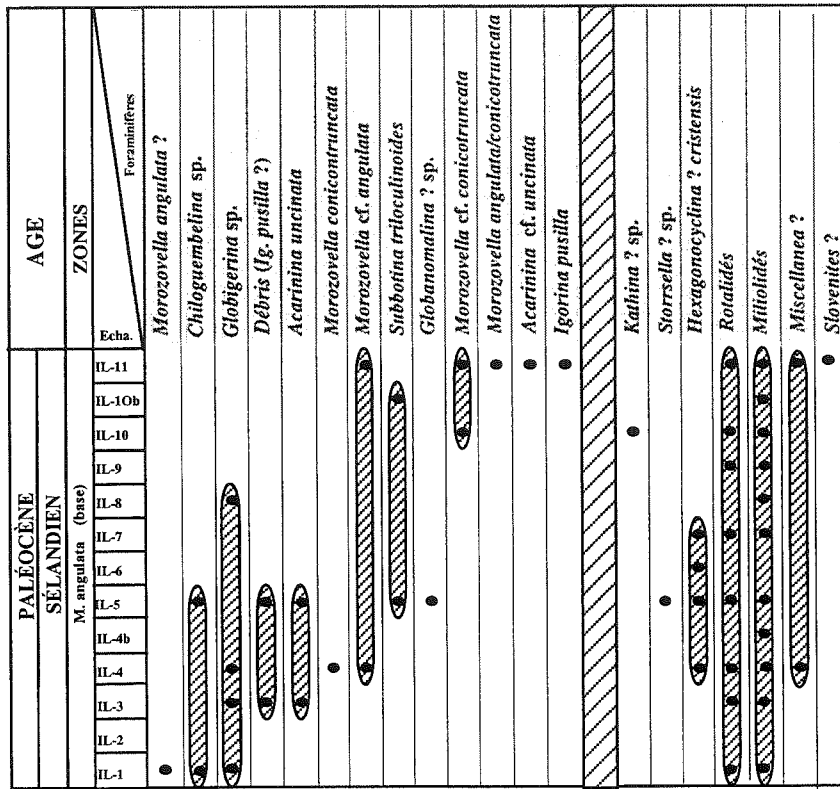 AGE
ZONES
Foraminifères
Echa.
Morozovella angulata ?
Chiloguembelina sp.
Globigerina sp.
Débris (Ig. pusilla ?)
Acarinina uncinata
Morozovella conicontruncata
Morozovella cf. angulata
Subbotina triloculinoides
Globanomalina ? sp.
Morozovella cf. conicotruncata
Morozovella angulata/conicotruncata
Acarinina cf. uncinata
Igorina pusilla
Kathina ? sp.
Storrsella ? sp.
Hexagonocyclina ? cristensis
Rotalidés
Miliolidés
Miscellanea ?
Slovenites ?
PALÉOCÈNE
SÉLANDIEN
M. angulata (base)
IL-11
IL-1Ob
IL-10
IL-9
IL-8
IL-7
IL-6
IL-5
IL-4b
IL-4
IL-3
IL-2
IL-1